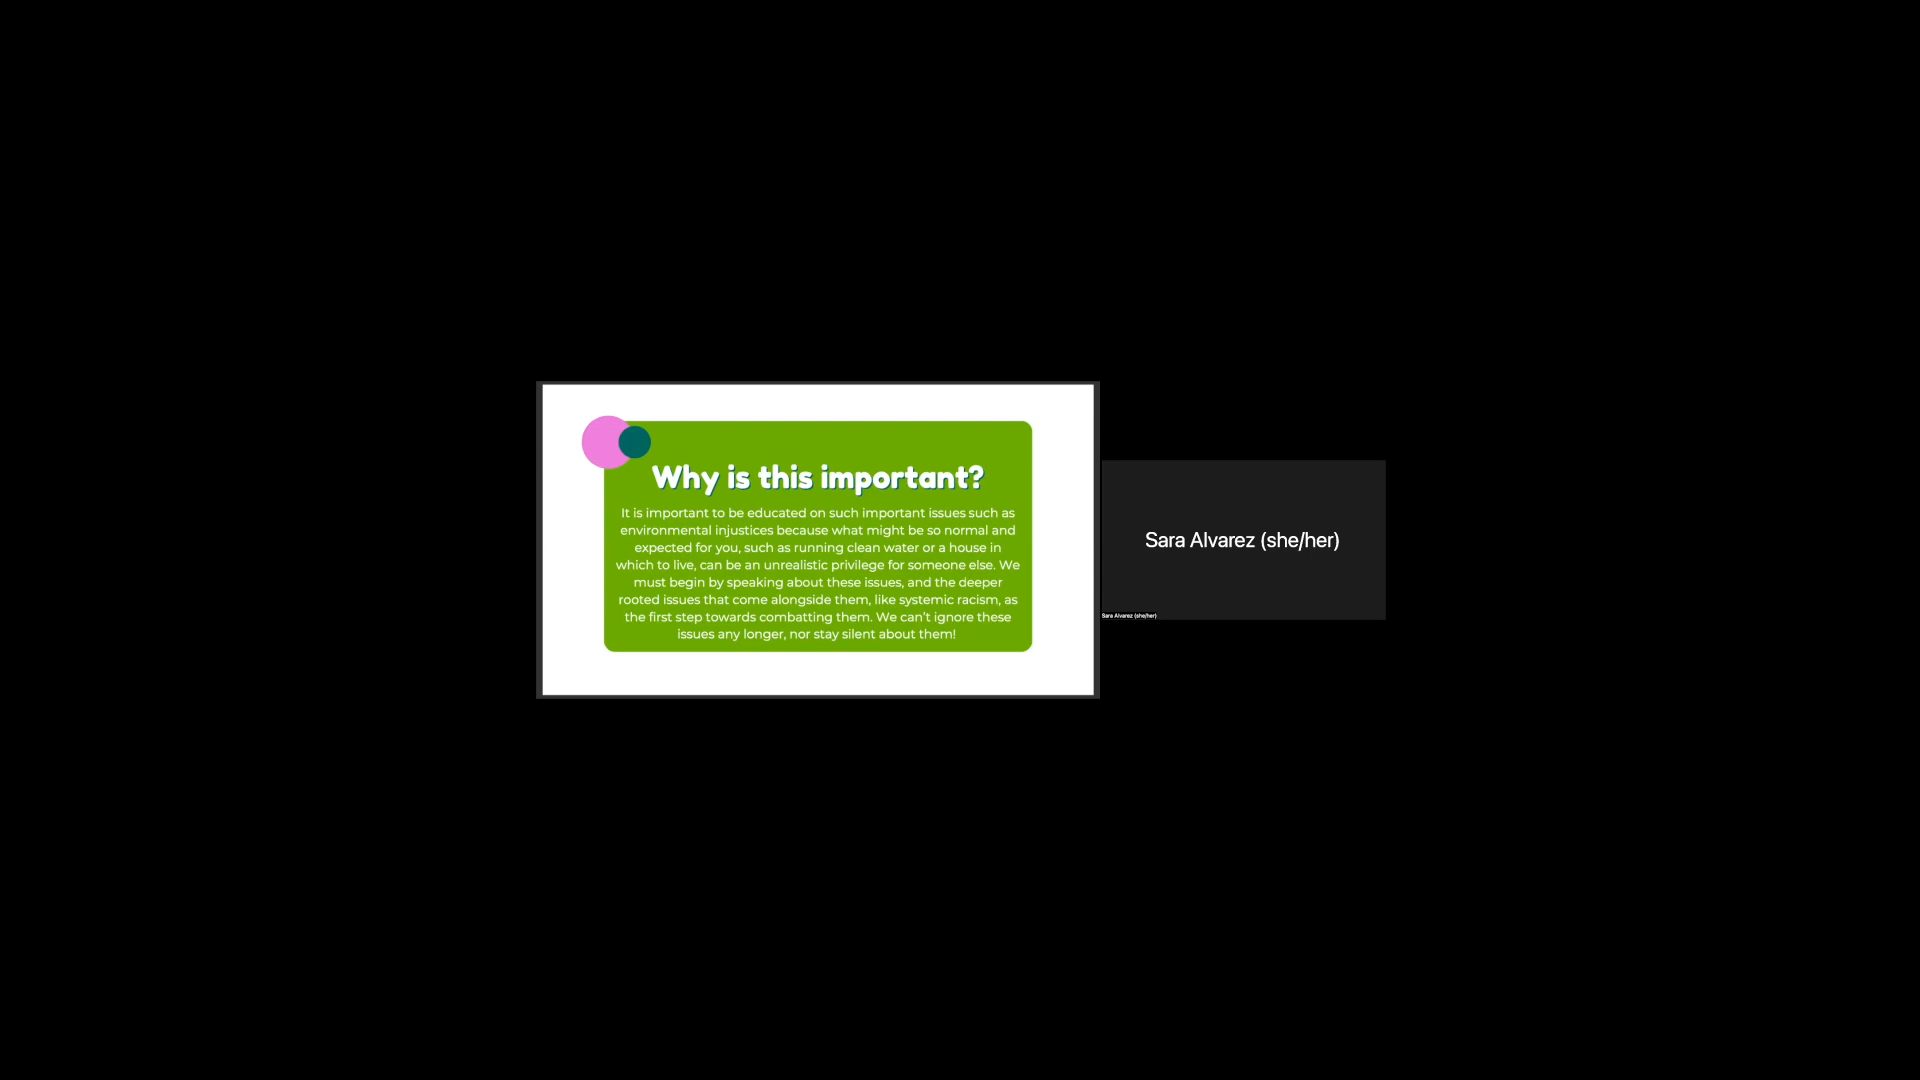 Why is this important?
It is important to be educated on such important issues such as
environmental injustices because what might be so normal and
expected for you, such as running clean water or a house in
which to live, can be an unrealistic privilege for someone else. We
must begin by speaking about these issues, and the deeper
rooted issues that come alongside them, like systemic racism, as
the first step towards combatting them. We can't ignore these
issues any longer, nor stay silent about them!
Sara Alvarez (she/her)
Sara Alvarez (she/her)